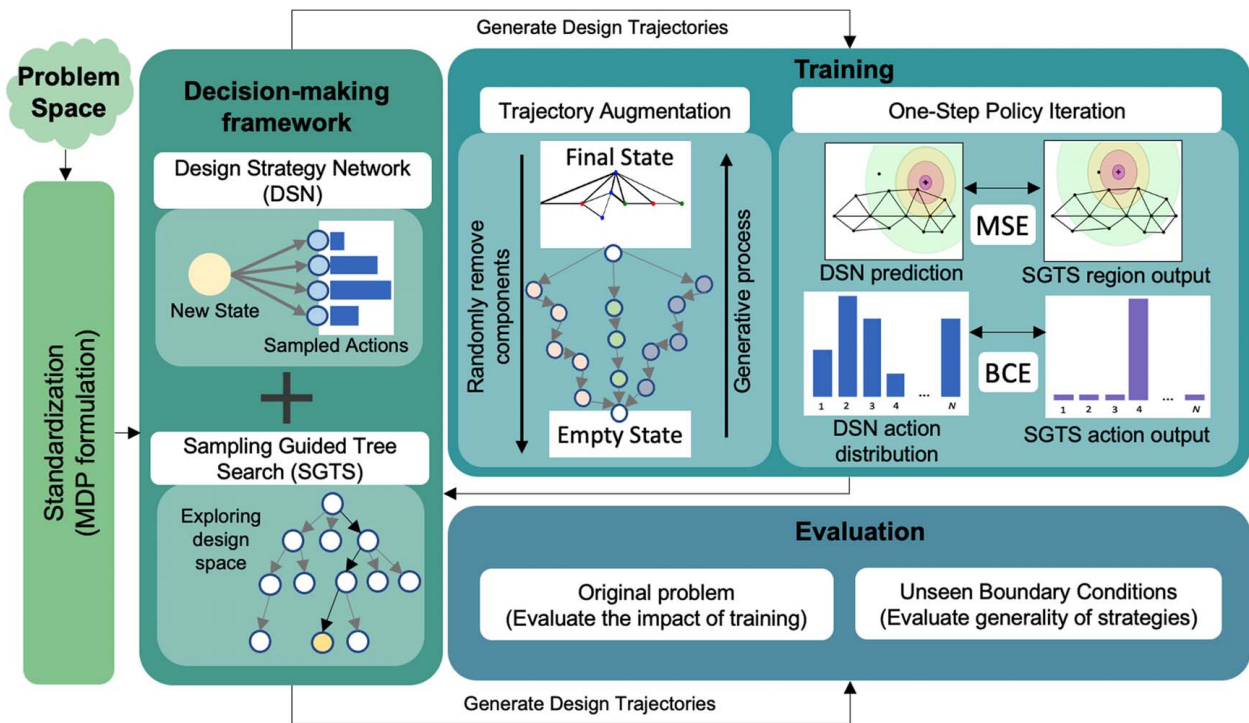 Generate Design Trajectories
Problem
Space
Standardization
(MDP formulation)
Decision-making
framework
Design Strategy Network
(DSN)
New State
Sampled Actions
Sampling Guided Tree
Search (SGTS)
Exploring
design
space
Training
Trajectory Augmentation
Randomly remove
components
Final State
Empty State
Generative process
One-Step Policy Iteration
MSE
DSN prediction
SGTS region output
BCE
1 2 3 4 ... N
1 2 3 4 ... N
DSN action
distribution
SGTS action output
Evaluation
Original problem
(Evaluate the impact of training)
Unseen Boundary Conditions
(Evaluate generality of strategies)
Generate Design Trajectories